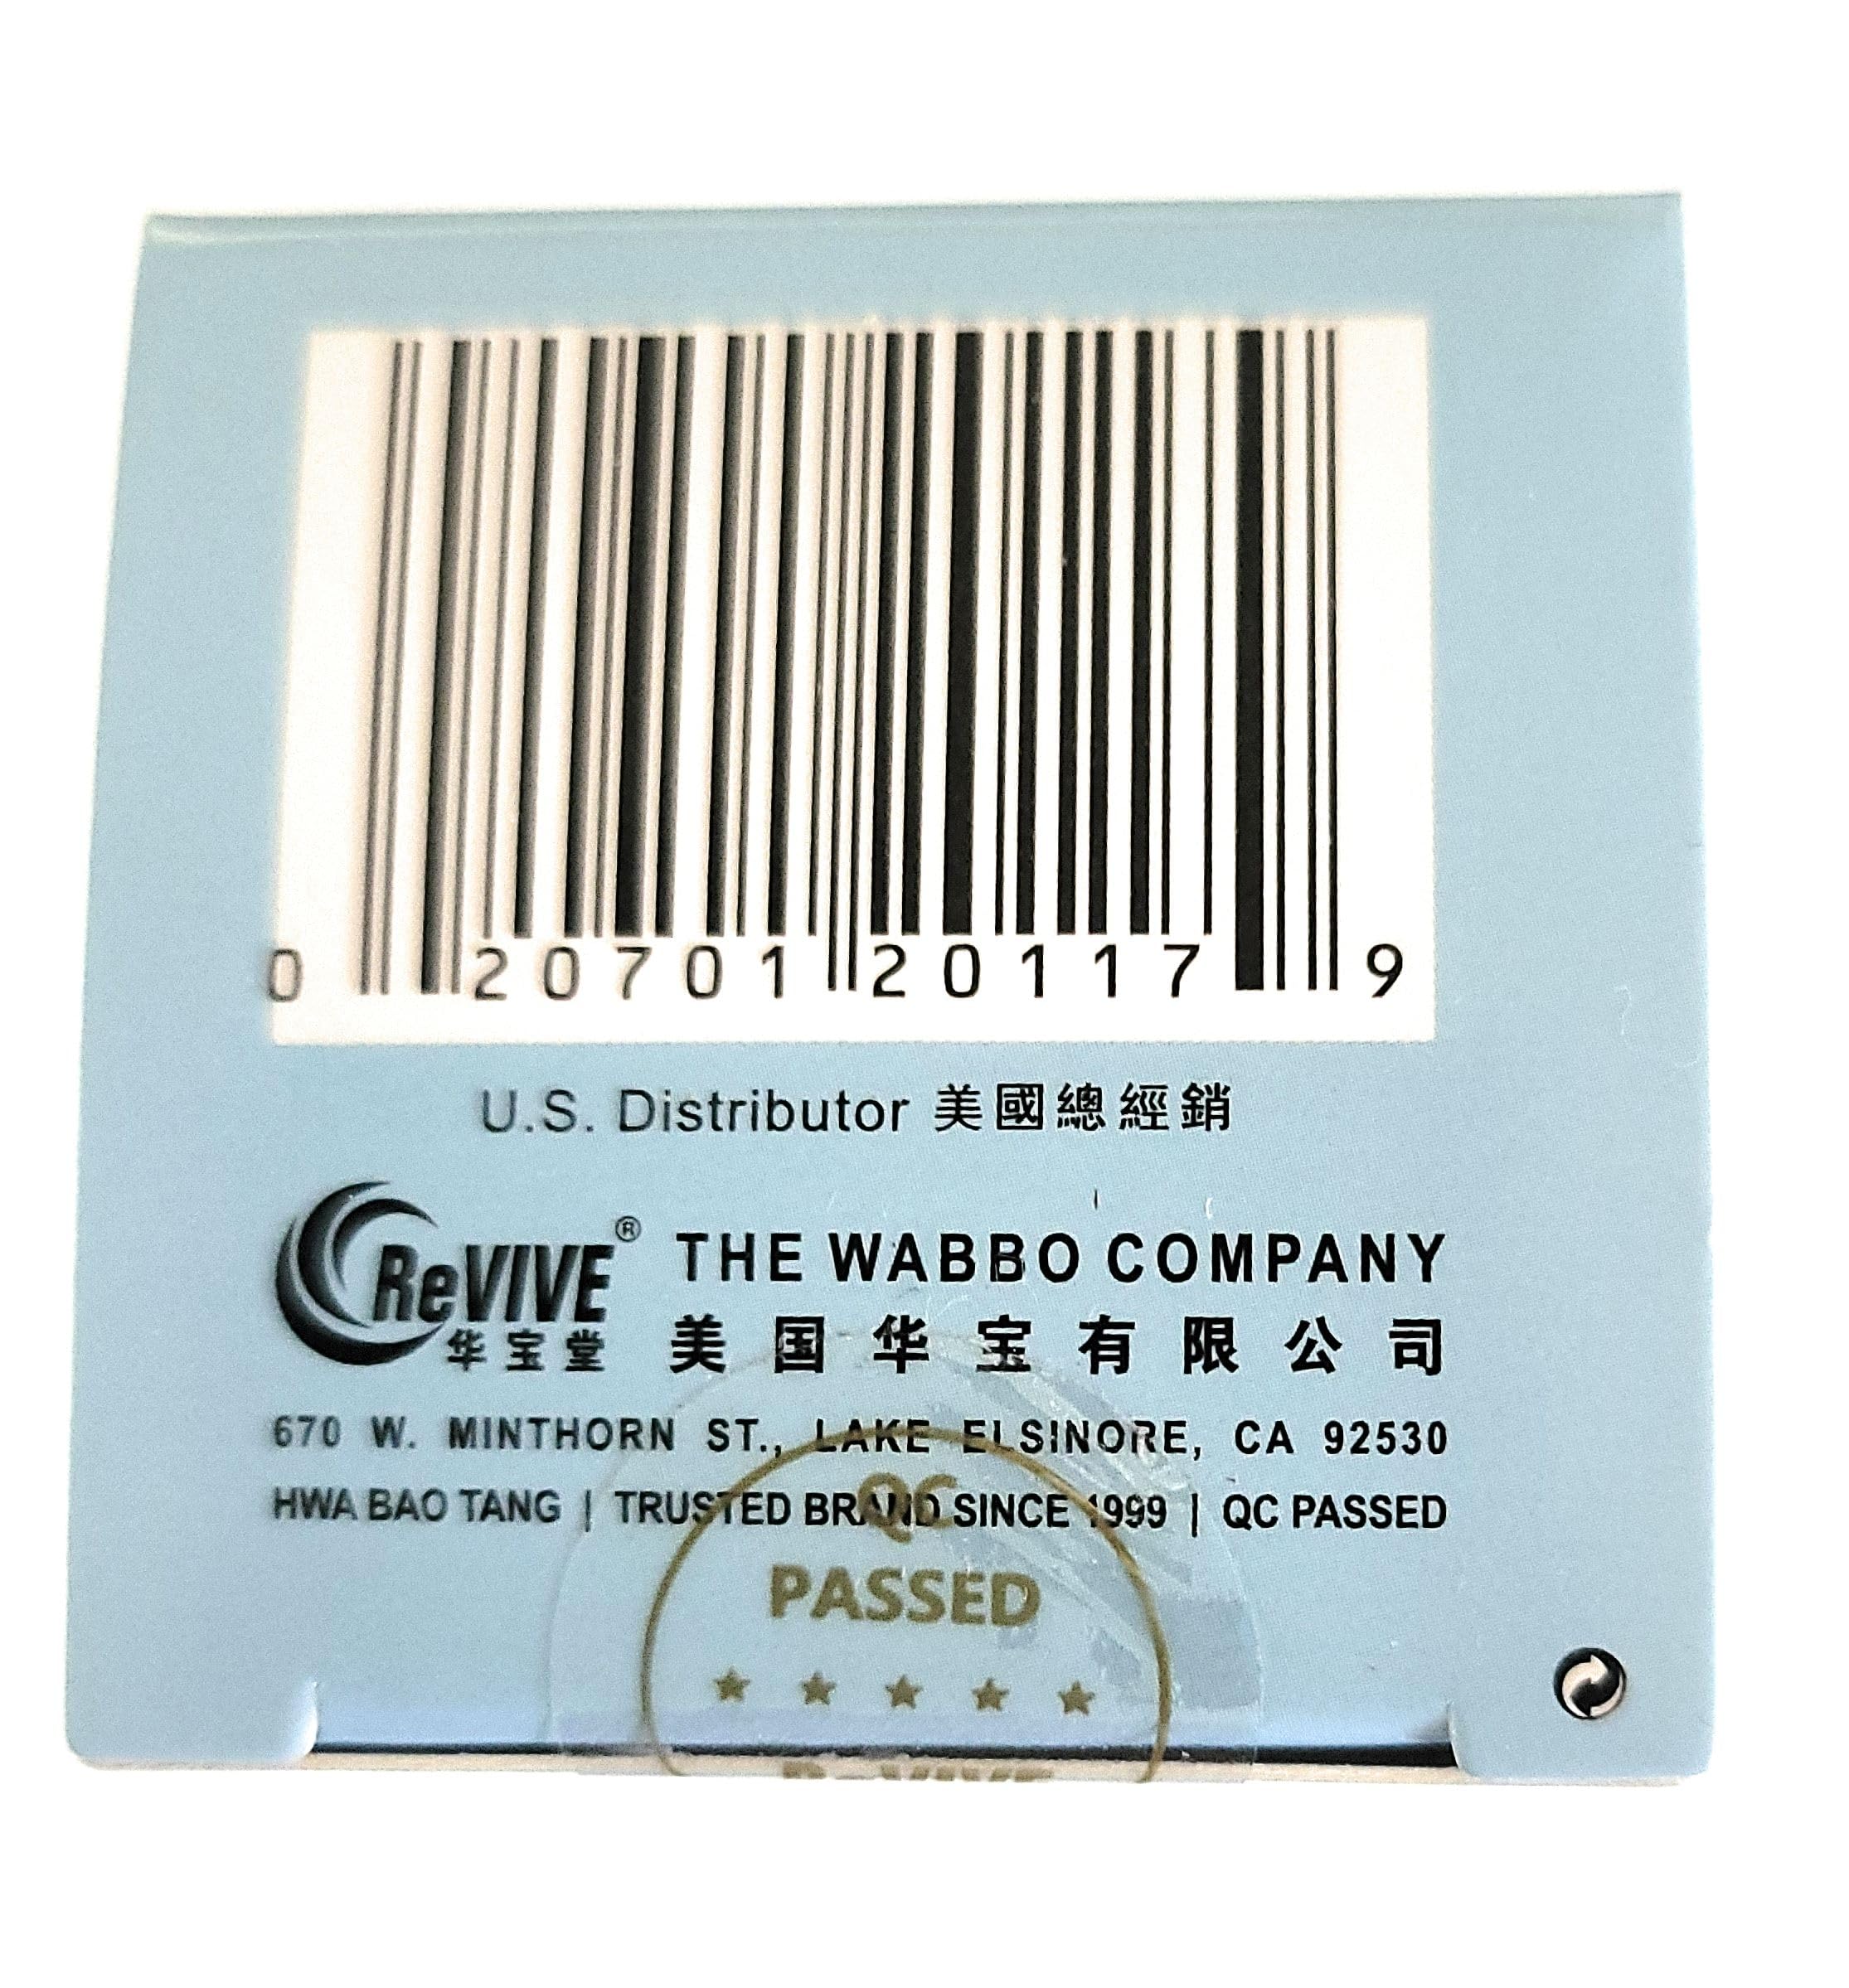 0 20701 20117 9
U.S. Distributor 美國總經銷
ReVIVE®
华宝堂
THE WABBO COMPANY
美国华宝有限公司
670 W. MINTHORN ST., LAKE ELSINORE, CA 92530
HWA BAO TANG | TRUSTED BRAND SINCE 1999 | QC PASSED
QC
PASSED
ReVIVE